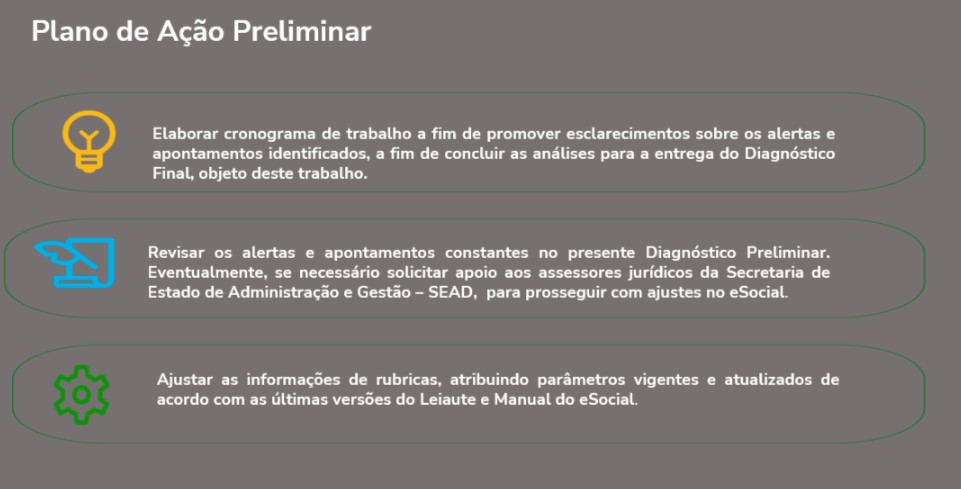 Plano de Ação Preliminar
Elaborar cronograma de trabalho a fim de promover esclarecimentos sobre os alertas e
apontamentos identificados, a fim de concluir as análises para a entrega do Diagnóstico
Final, objeto deste trabalho.
Revisar os alertas e apontamentos constantes no presente Diagnóstico Preliminar.
Eventualmente, se necessário solicitar apoio aos assessores jurídicos da Secretaria de
Estado de Administração e Gestão – SEAD, para prosseguir com ajustes no eSocial.
Ajustar as informações de rubricas, atribuindo parâmetros vigentes e atualizados de
acordo com as últimas versões do Leiaute e Manual do eSocial.